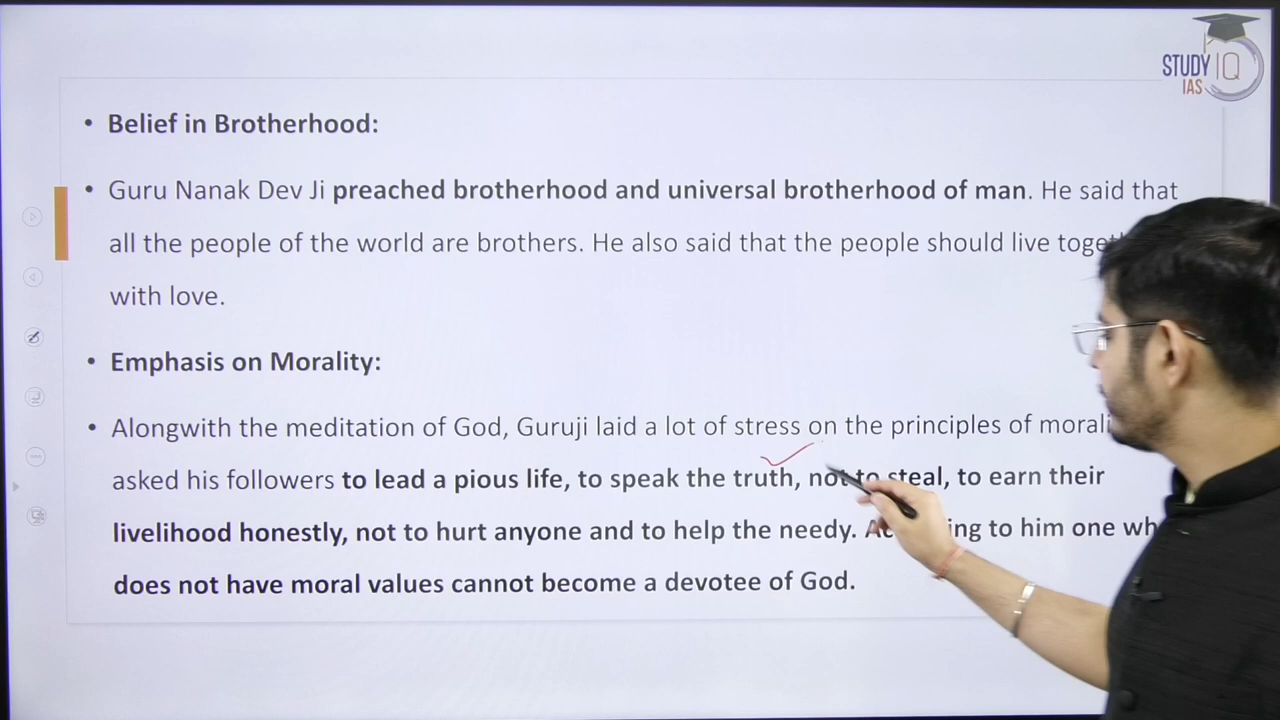 STUDY IQ
IAS
• Belief in Brotherhood:
• Guru Nanak Dev Ji preached brotherhood and universal brotherhood of man. He said that
all the people of the world are brothers. He also said that the people should live
with love.
• Emphasis on Morality:
• Alongwith the meditation of God, Guruji laid a lot of stress on the principles of
asked his followers to lead a pious life, to speak the truth, not to steal, to earn their
livelihood honestly, not to hurt anyone and to help the needy. to him one
does not have moral values cannot become a devotee of God.